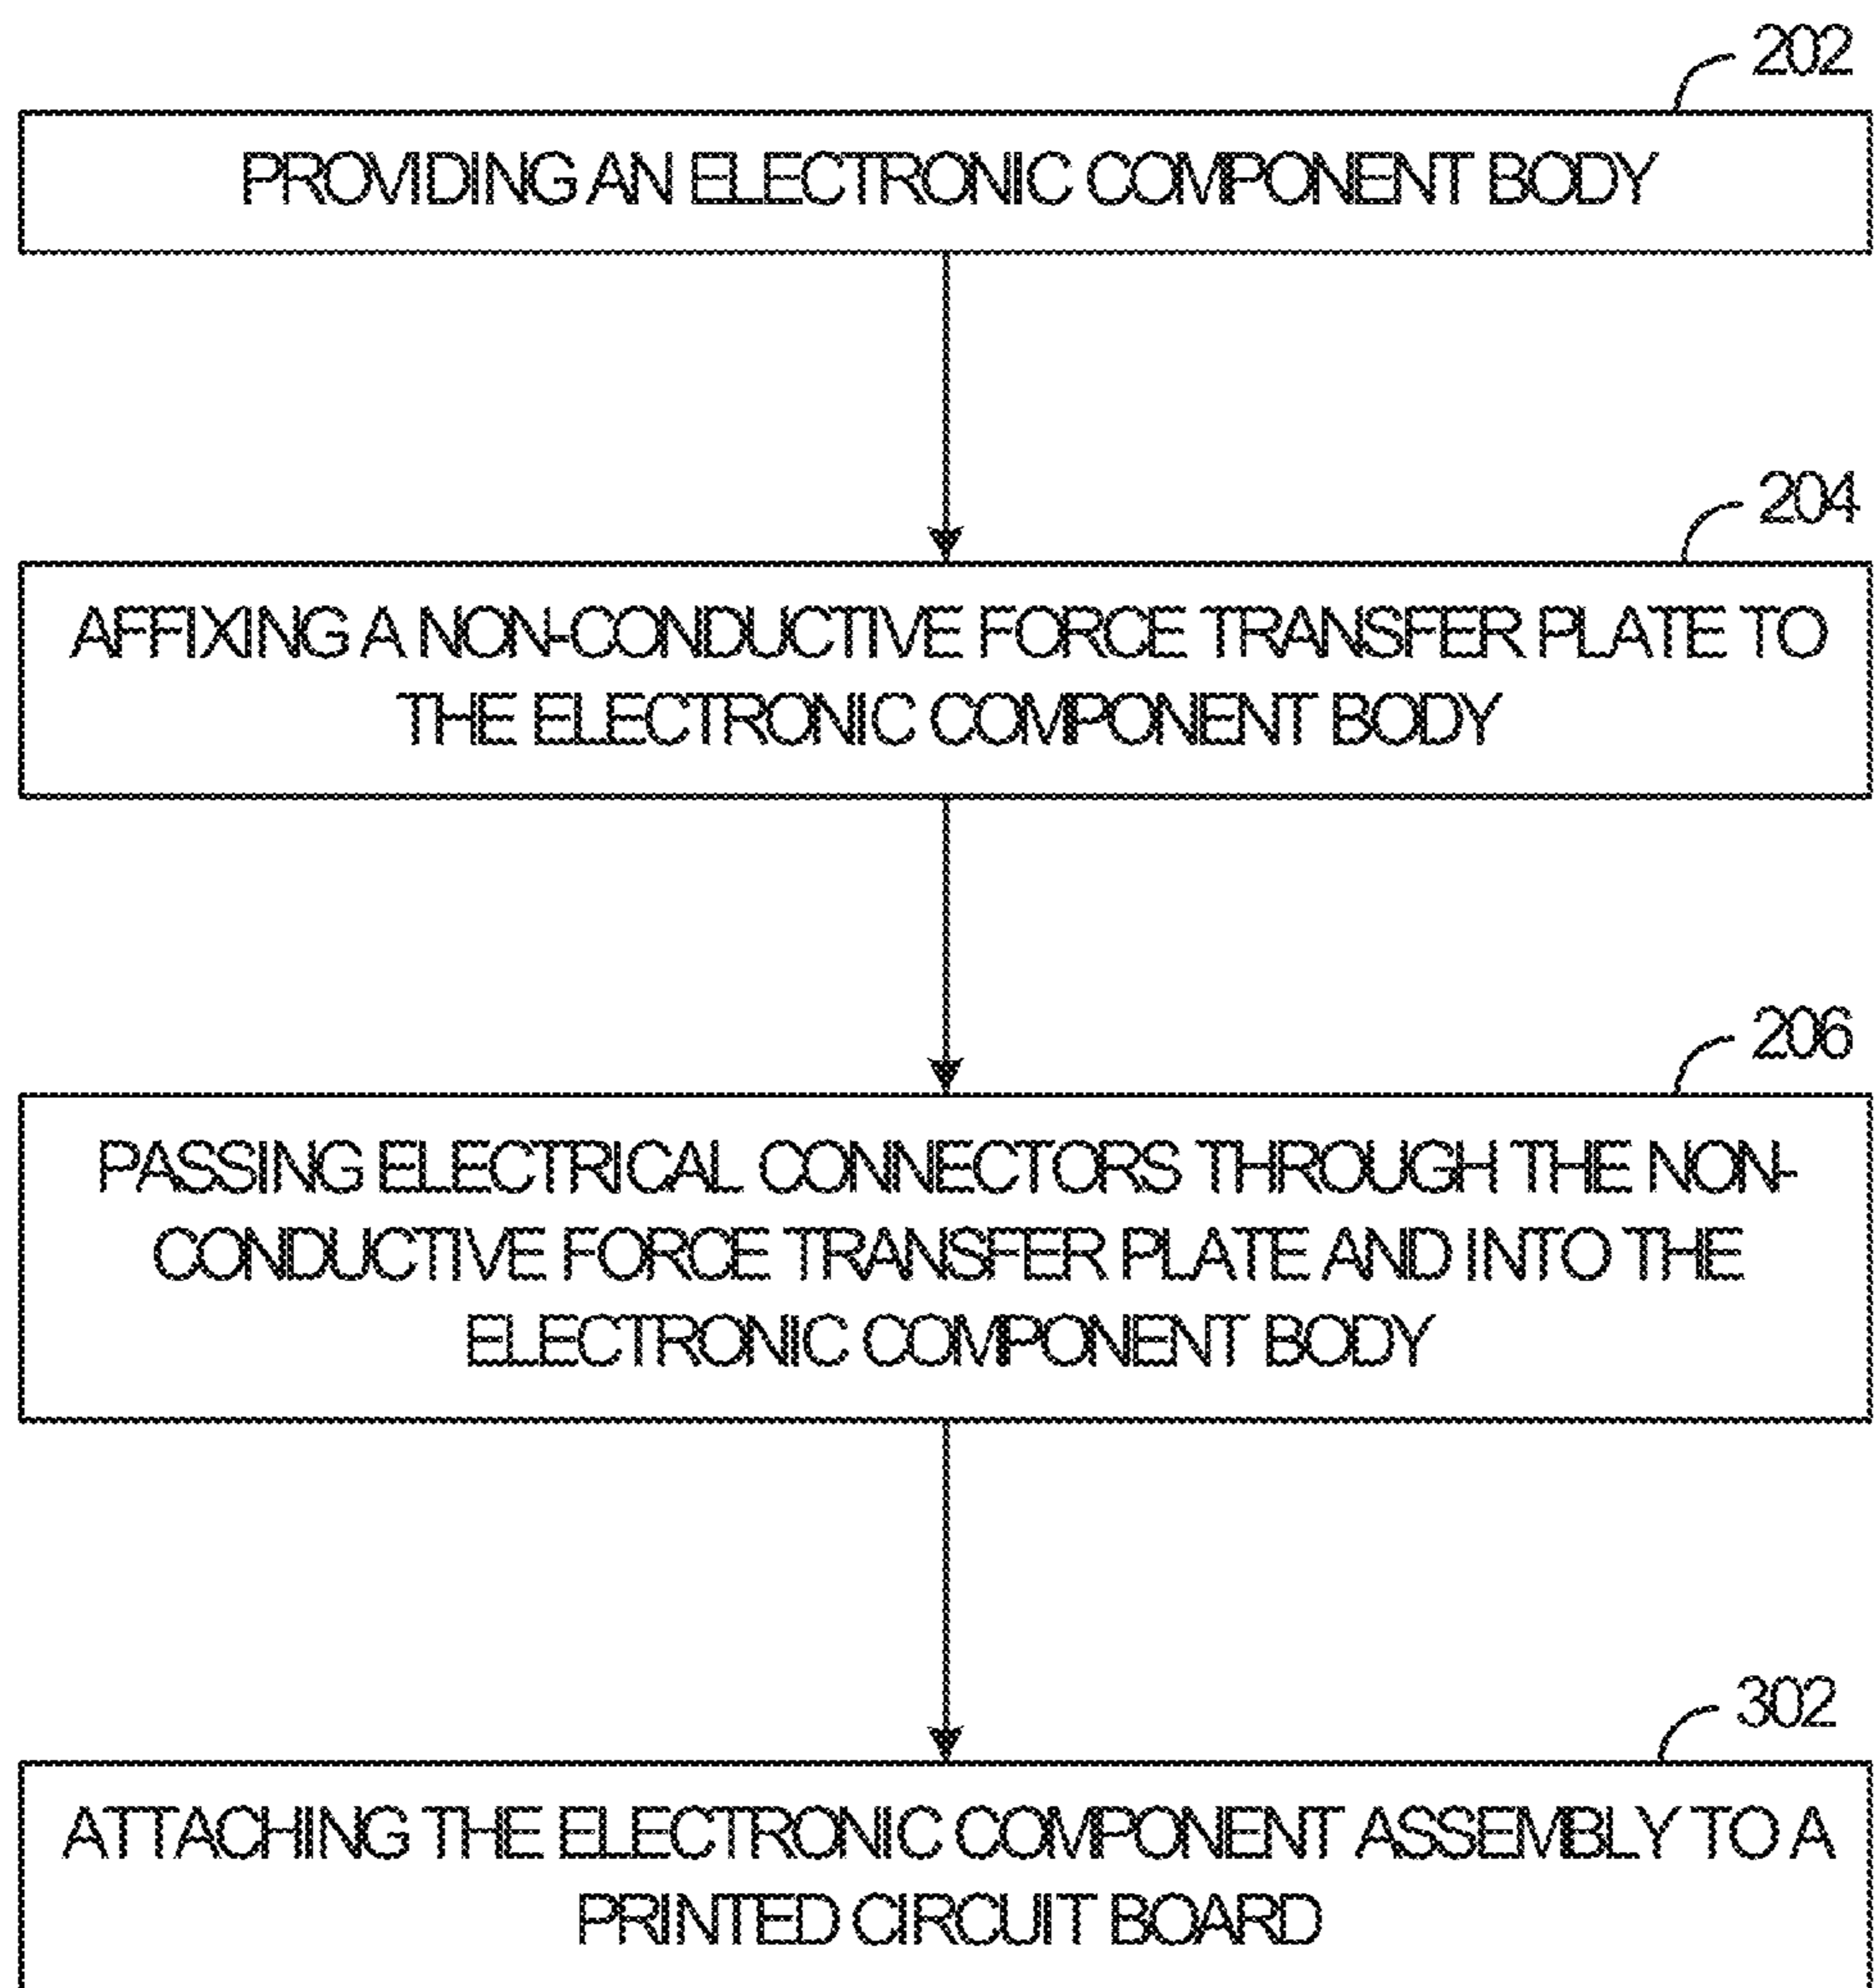 202
PROVIDING AN ELECTRONIC COMPONENT BODY
204
AFFIXING A NON-CONDUCTIVE FORCE TRANSFER PLATE TO
THE ELECTRONIC COMPONENT BODY
206
PASSING ELECTRICAL CONNECTORS THROUGH THE NON-
CONDUCTIVE FORCE TRANSFER PLATE AND INTO THE
ELECTRONIC COMPONENT BODY
302
ATTACHING THE ELECTRONIC COMPONENT ASSEMBLY TO A
PRINTED CIRCUIT BOARD